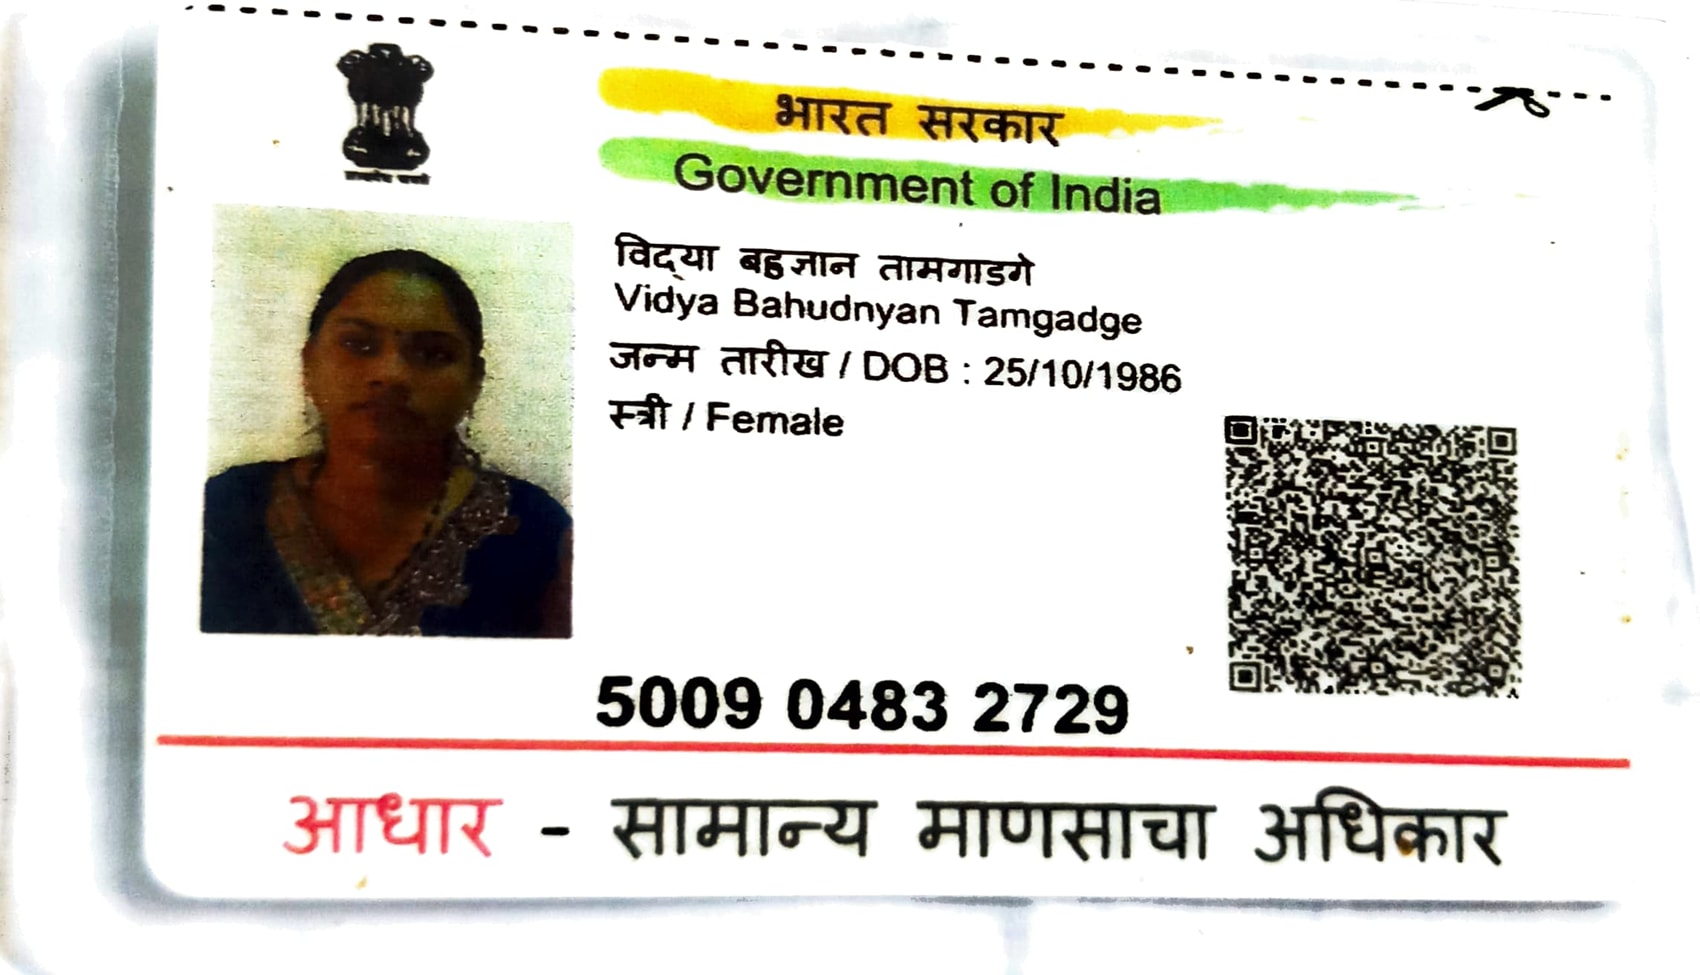 भारत सरकार
Government of India
विद्‌या बहुज्ञान तामगाडगे
Vidya Bahudnyan Tamgadge
जन्म तारीख / DOB : 25/10/1986
स्त्री / Female
5009 0483 2729
आधार - सामान्य माणसाचा अधिकार